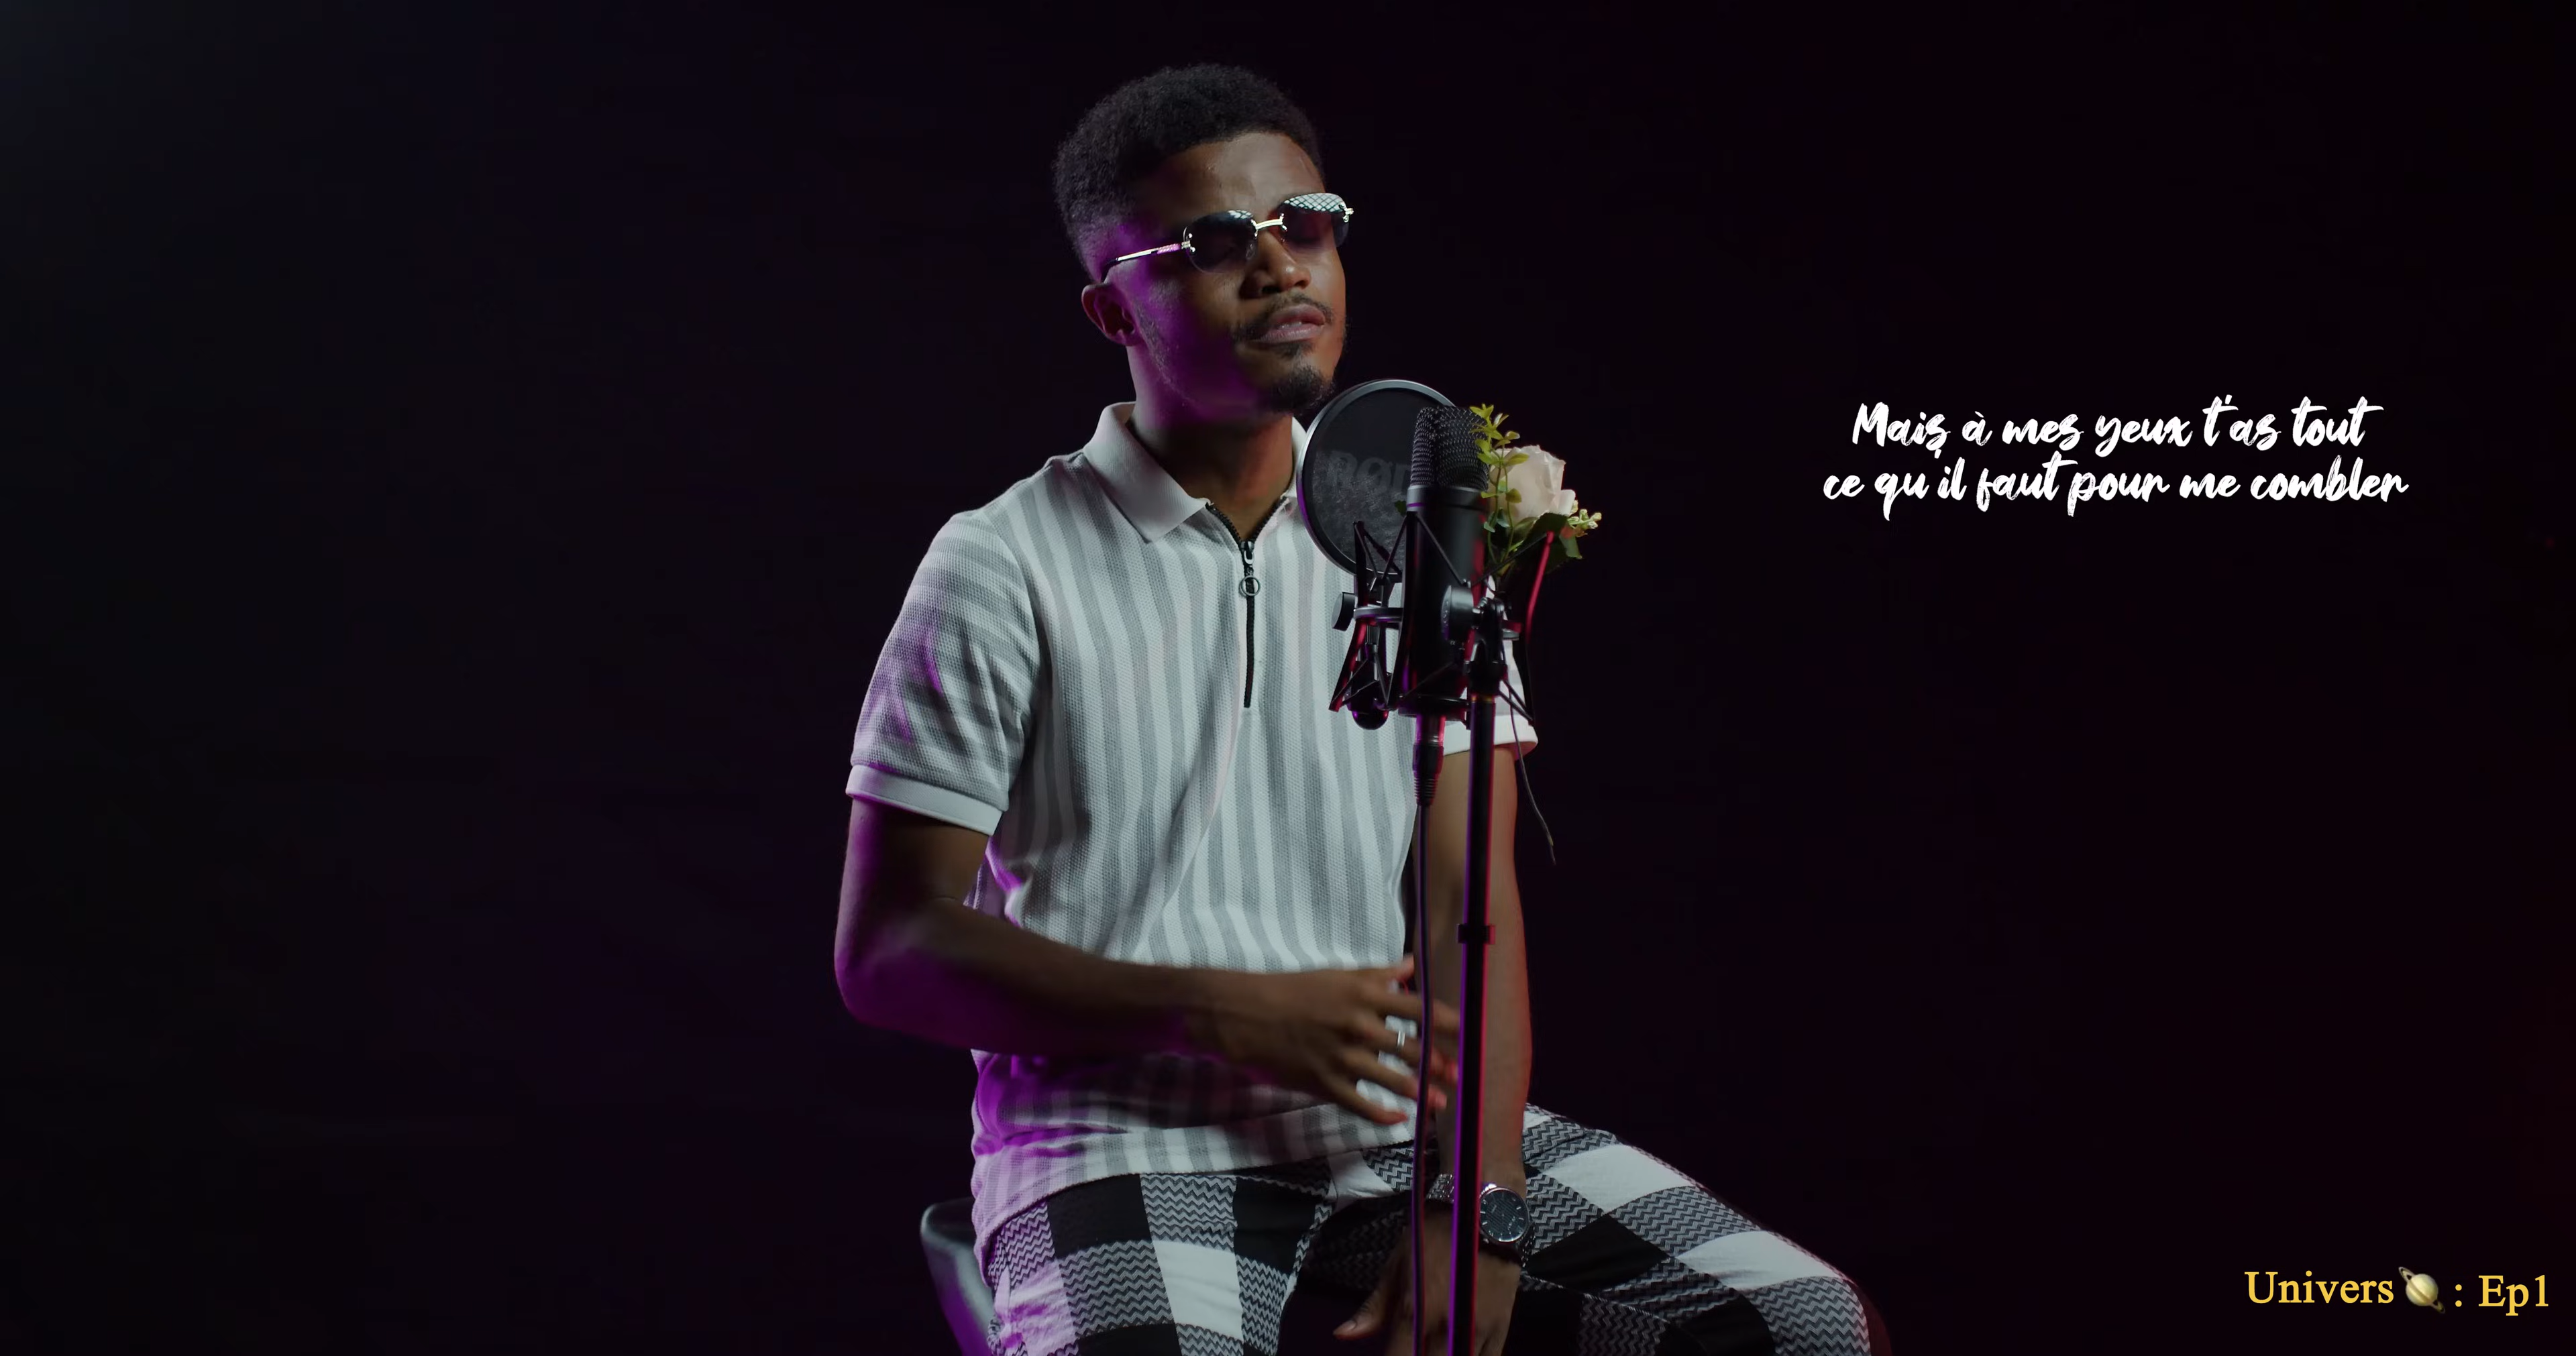 Mais à mes yeux t'as tout
ce qu'il faut pour me combler
Univers🪐: Ep1